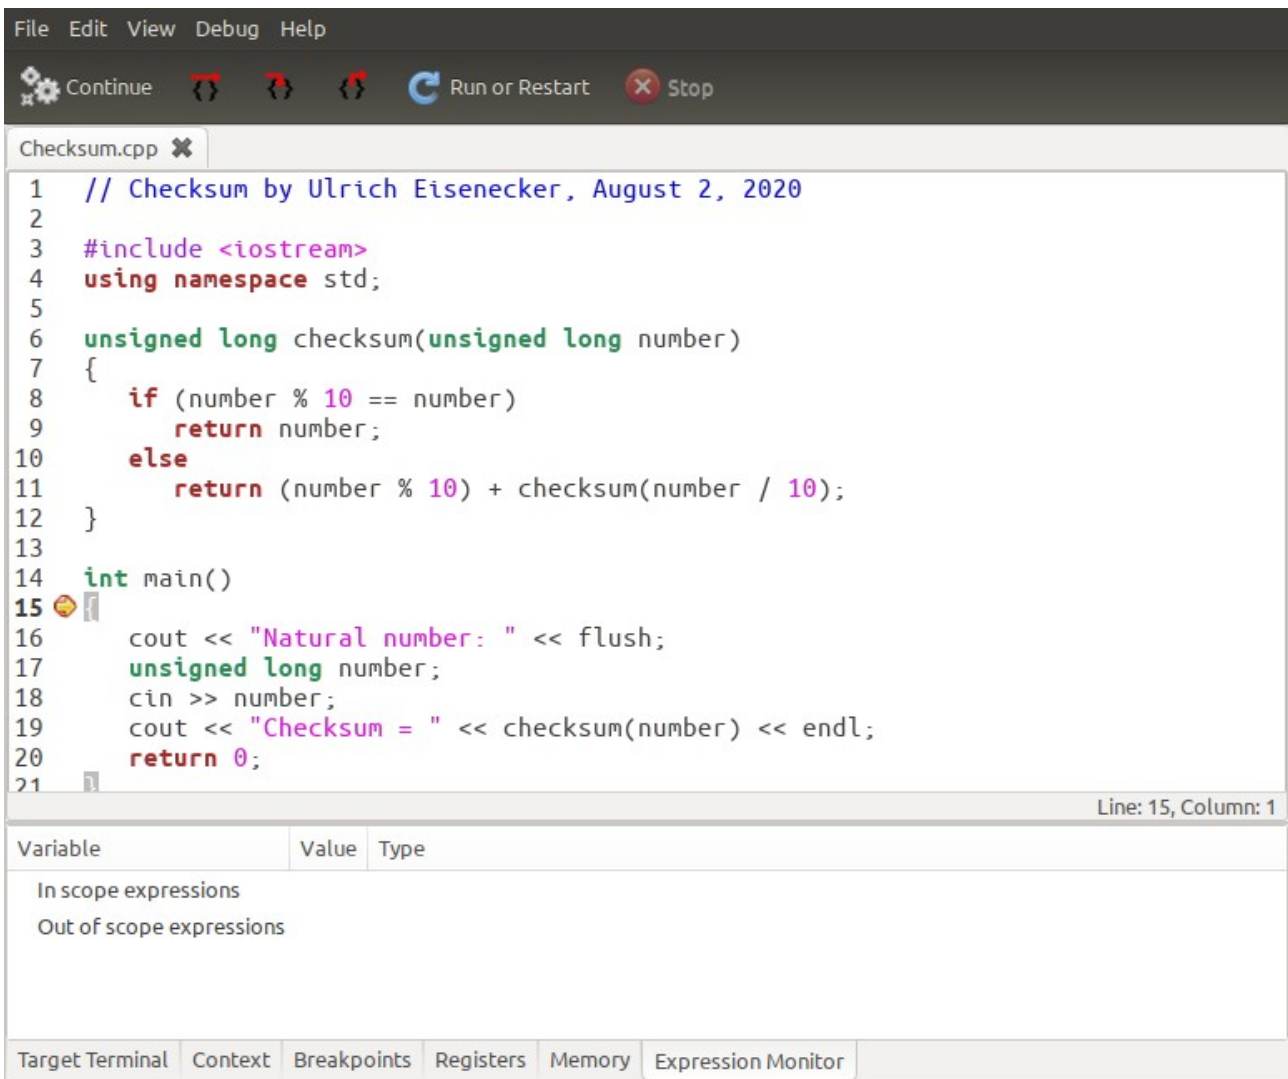 File Edit View Debug Help
Continue Run or Restart Stop
Checksum.cpp
1 // Checksum by Ulrich Eisenecker, August 2, 2020
2
3 #include <iostream>
4 using namespace std;
5
6 unsigned long checksum(unsigned long number)
7 {
8 if (number % 10 == number)
9 return number;
10 else
11 return (number % 10) + checksum(number / 10);
12 }
13
14 int main()
15 {
16 cout << "Natural number: " << flush;
17 unsigned long number;
18 cin >> number;
19 cout << "Checksum = " << checksum(number) << endl;
20 return 0;
21 }
Line: 15, Column: 1
Variable Value Type
In scope expressions
Out of scope expressions
Target Terminal Context Breakpoints Registers Memory Expression Monitor